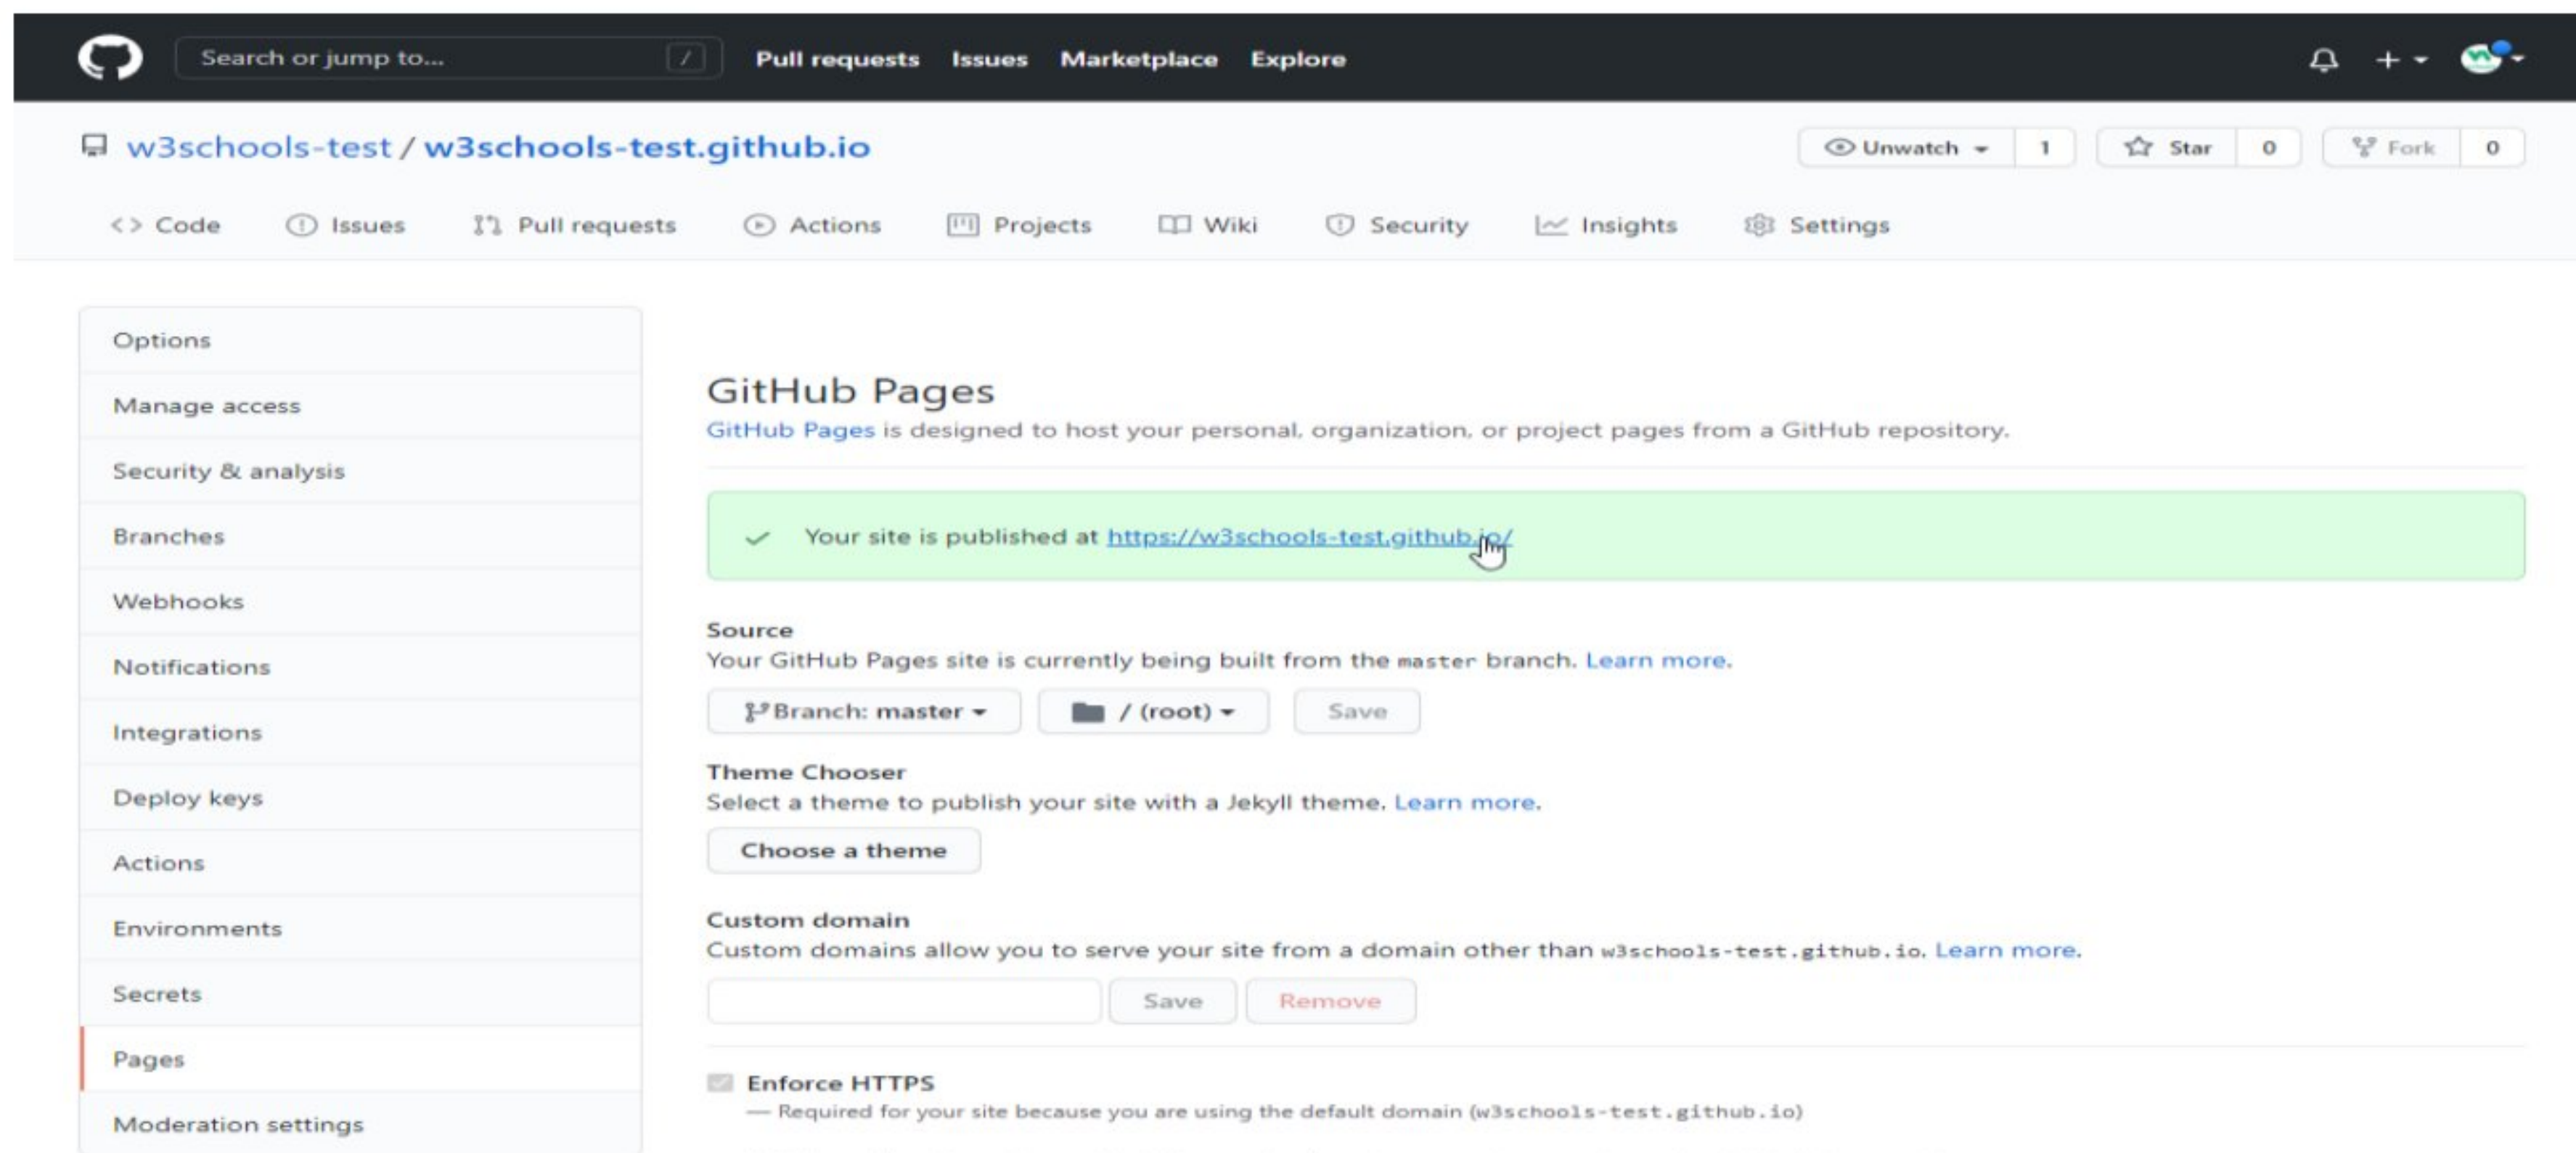 Search or jump to... / Pull requests Issues Marketplace Explore
w3schools-test / w3schools-test.github.io Unwatch 1 Star 0 Fork 0
Code Issues Pull requests Actions Projects Wiki Security Insights Settings
Options
Manage access
Security & analysis
Branches
Webhooks
Notifications
Integrations
Deploy keys
Actions
Environments
Secrets
Pages
Moderation settings
GitHub Pages
GitHub Pages is designed to host your personal, organization, or project pages from a GitHub repository.
Your site is published at https://w3schools-test.github.io/
Source
Your GitHub Pages site is currently being built from the master branch. Learn more.
Branch: master / (root) Save
Theme Chooser
Select a theme to publish your site with a Jekyll theme. Learn more.
Choose a theme
Custom domain
Custom domains allow you to serve your site from a domain other than w3schools-test.github.io. Learn more.
Save Remove
Enforce HTTPS
— Required for your site because you are using the default domain (w3schools-test.github.io)